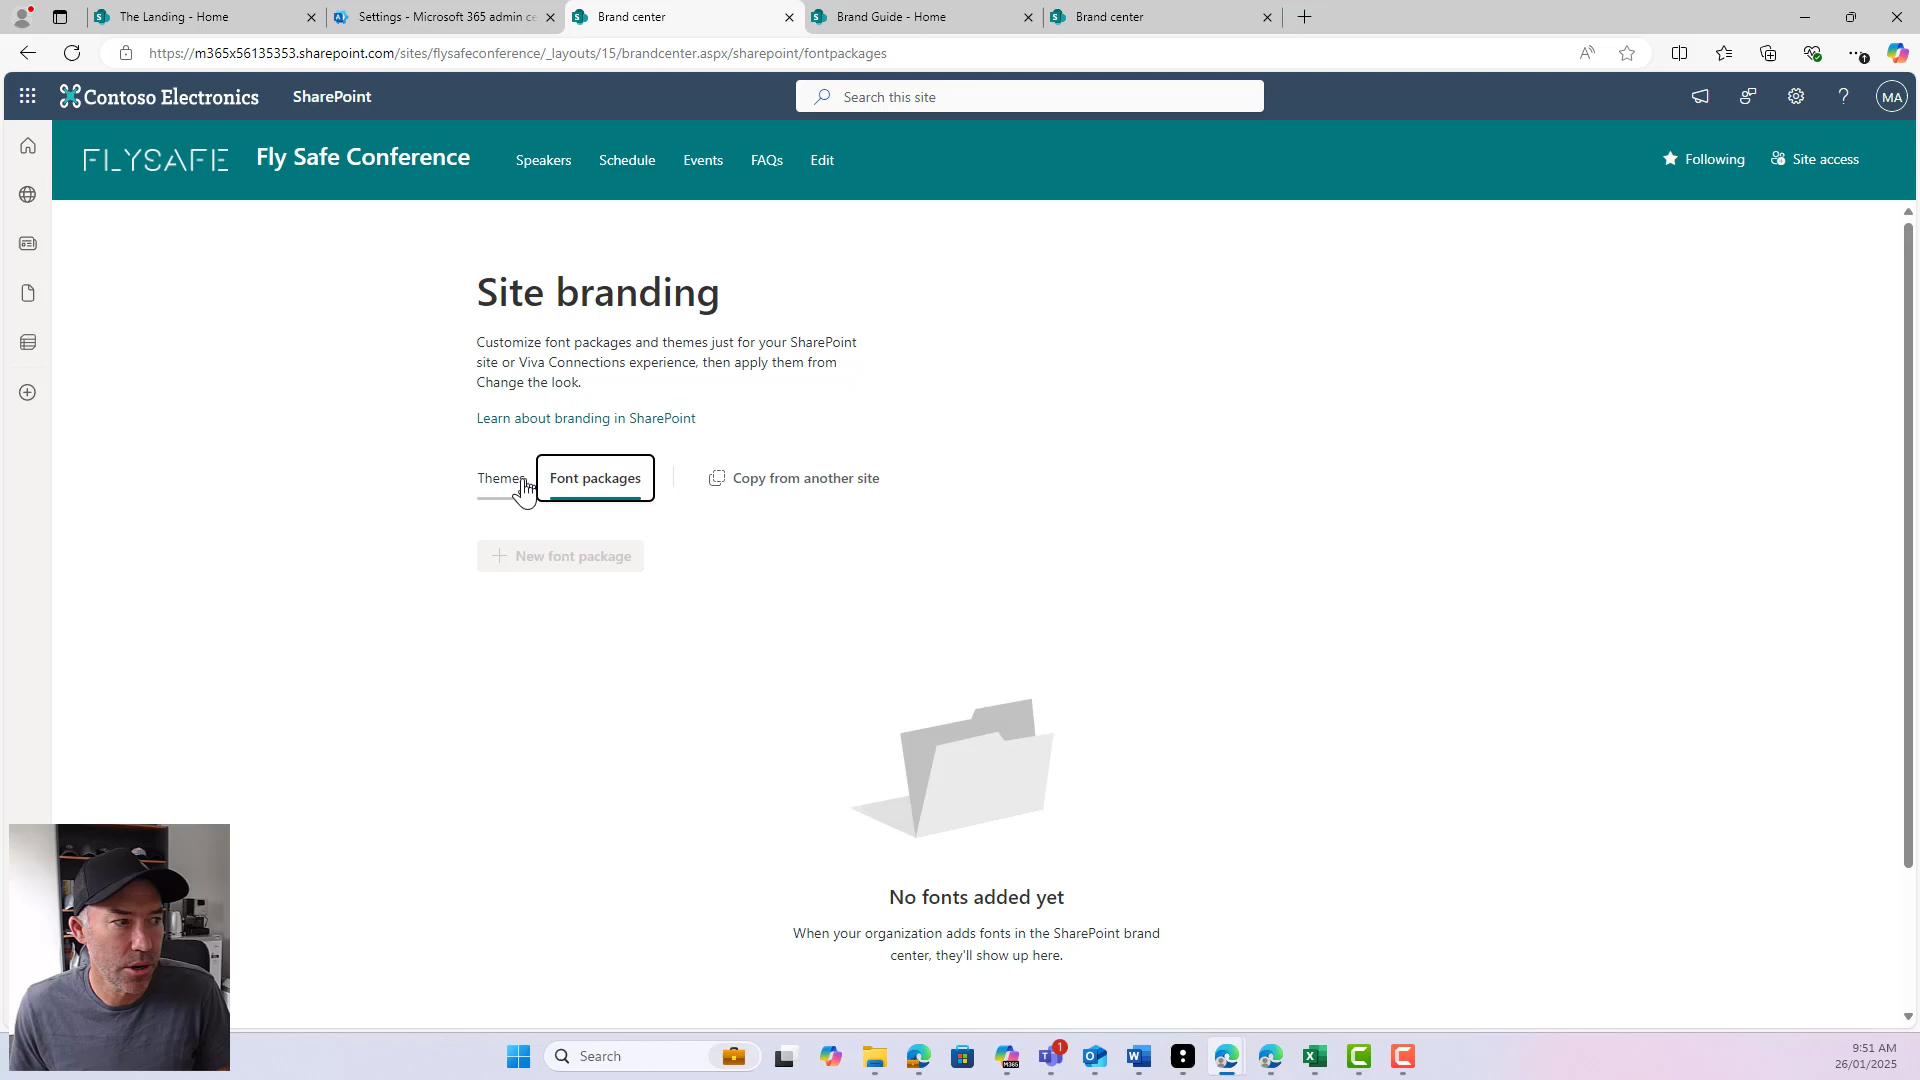 The Landing - Home
Settings - Microsoft 365 admin ce
Brand center
Brand Guide - Home
Brand center
https://m365x56135353.sharepoint.com/sites/flysafeconference/_layouts/15/brandcenter.aspx/sharepoint/fontpackages
Contoso Electronics
SharePoint
Search this site
MA
FLYSAFE
Fly Safe Conference
Speakers
Schedule
Events
FAQs
Edit
Following
Site access
Site branding
Customize font packages and themes just for your SharePoint
site or Viva Connections experience, then apply them from
Change the look.
Learn about branding in SharePoint
Themes
Font packages
Copy from another site
New font package
No fonts added yet
When your organization adds fonts in the SharePoint brand
center, they'll show up here.
Search
M365
1
9:51 AM
26/01/2025